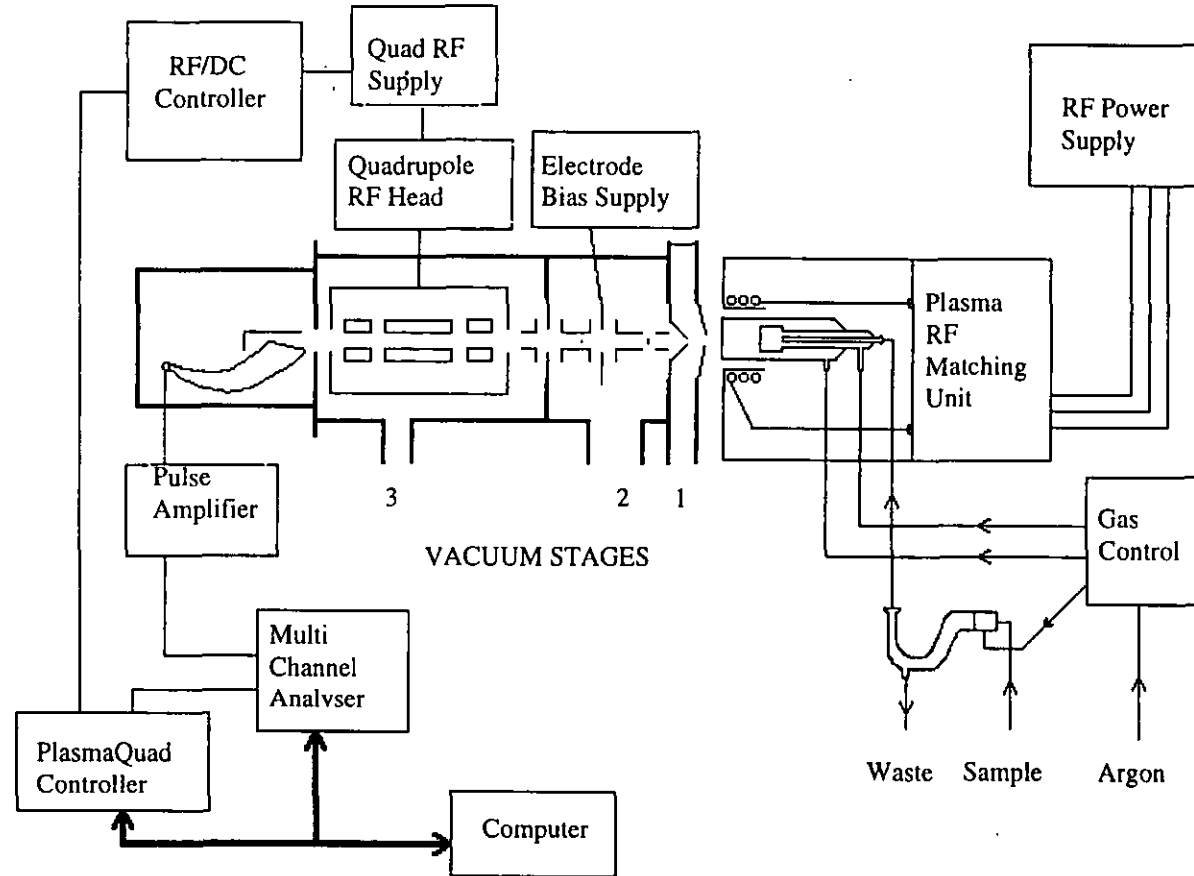 RF/DC
Controller
Quad RF
Supply
RF Power
Supply
Quadrupole
RF Head
Electrode
Bias Supply
Plasma
RF
Matching
Unit
Pulse
Amplifier
3
2
1
VACUUM STAGES
Gas
Control
Multi
Channel
Analyser
PlasmaQuad
Controller
Computer
Waste
Sample
Argon